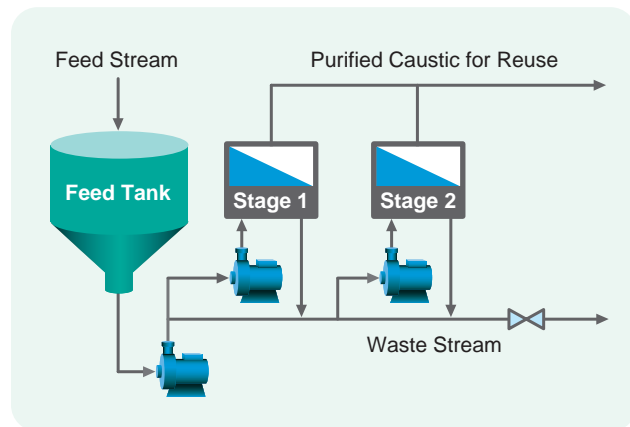 Feed Stream
Purified Caustic for Reuse
Feed Tank
Stage 1
Stage 2
Waste Stream